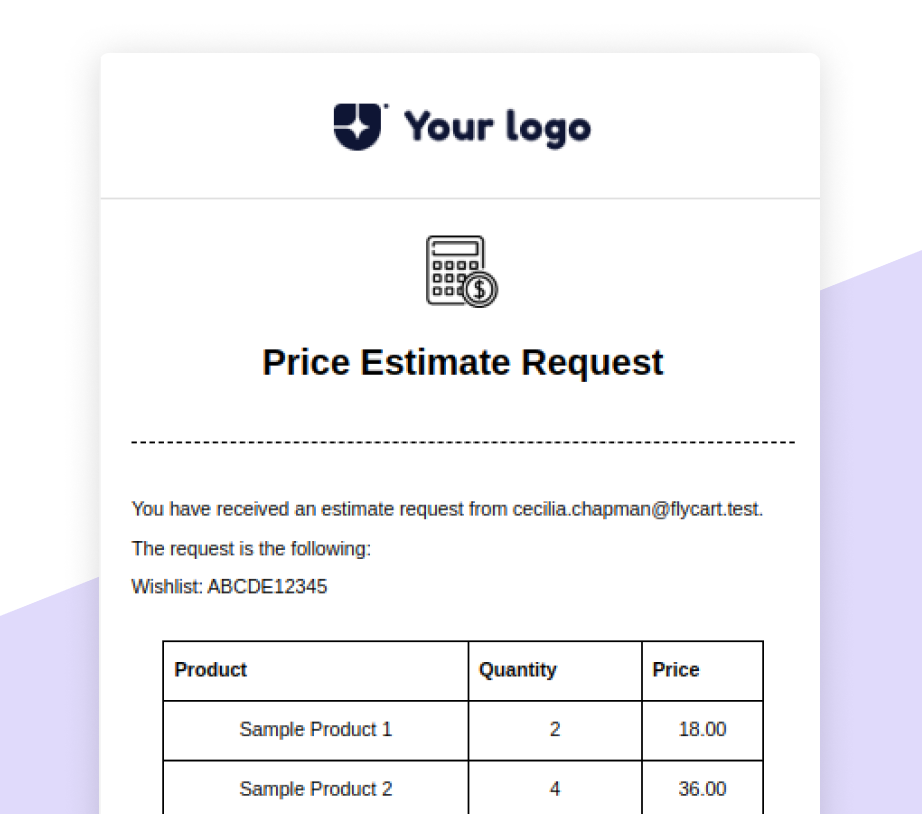 Your logo
$
Price Estimate Request
You have received an estimate request from cecilia.chapman@flycart.test.
The request is the following:
Wishlist: ABCDE12345
Product Quantity Price
Sample Product 1 2 18.00
Sample Product 2 4 36.00